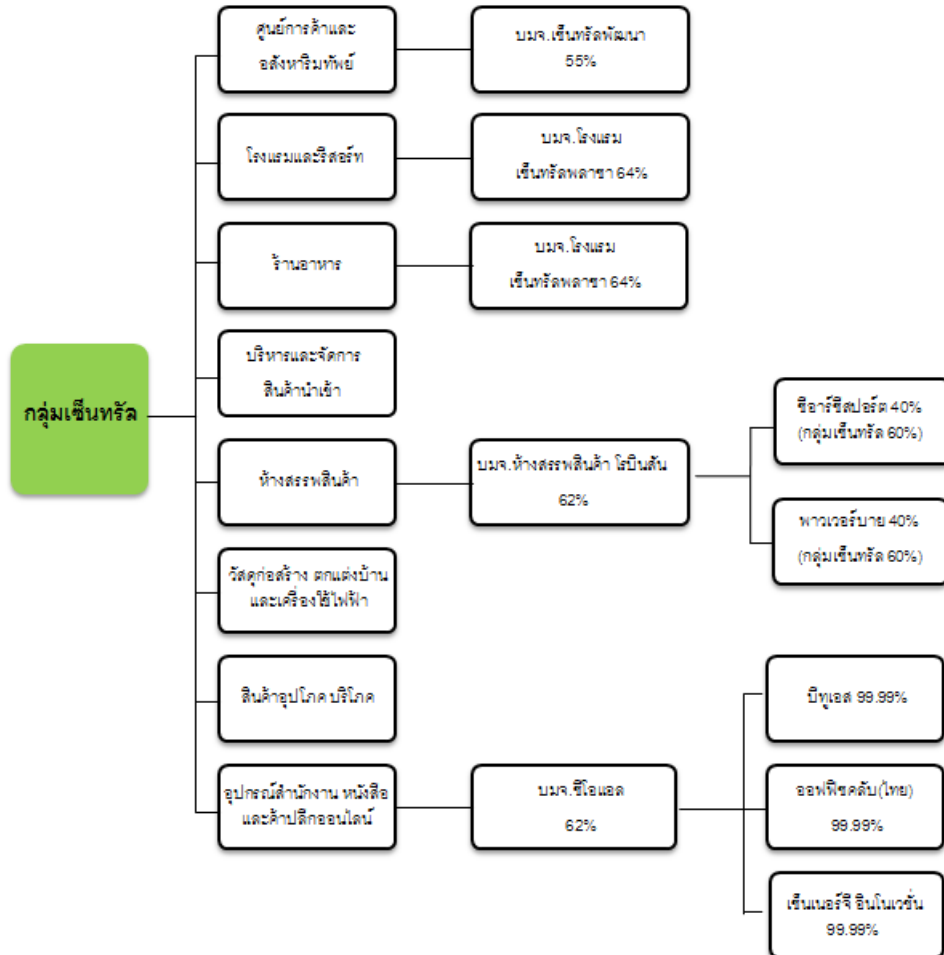 ศูนย์การค้าและ
อสังหาริมทัพย์
บมจ.เซ็นทรัลพัฒนา
55%
โรงแรมและรีสอร์ท
บมจ.โรงแรม
เซ็นทรัลพลาซา 64%
ร้านอาหาร
บมจ.โรงแรม
เซ็นทรัลพลาซา 64%
บริหารและจัดการ
สินค้านำเข้า
กลุ่มเซ็นทรัล
ห้างสรรพสินค้า
บมจ.ห้างสรรพสินค้า โรบินสัน
62%
ซีอาร์ซีสปอร์ต 40%
(กลุ่มเซ็นทรัล 60%)
พาวเวอร์บาย 40%
(กลุ่มเซ็นทรัล 60%)
วัสดุก่อสร้าง ตกแต่งบ้าน
และเครื่องใช้ไฟฟ้า
สินค้าอุปโภค บริโภค
อุปกรณ์สำนักงาน หนังสือ
และค้าปลีกออนไลน์
บมจ.ซีโอแอล
62%
บีทูเอส 99.99%
ออฟฟิซคลับ(ไทย)
99.99%
เซ็นเนอร์จี อินโนเวชั่น
99.99%